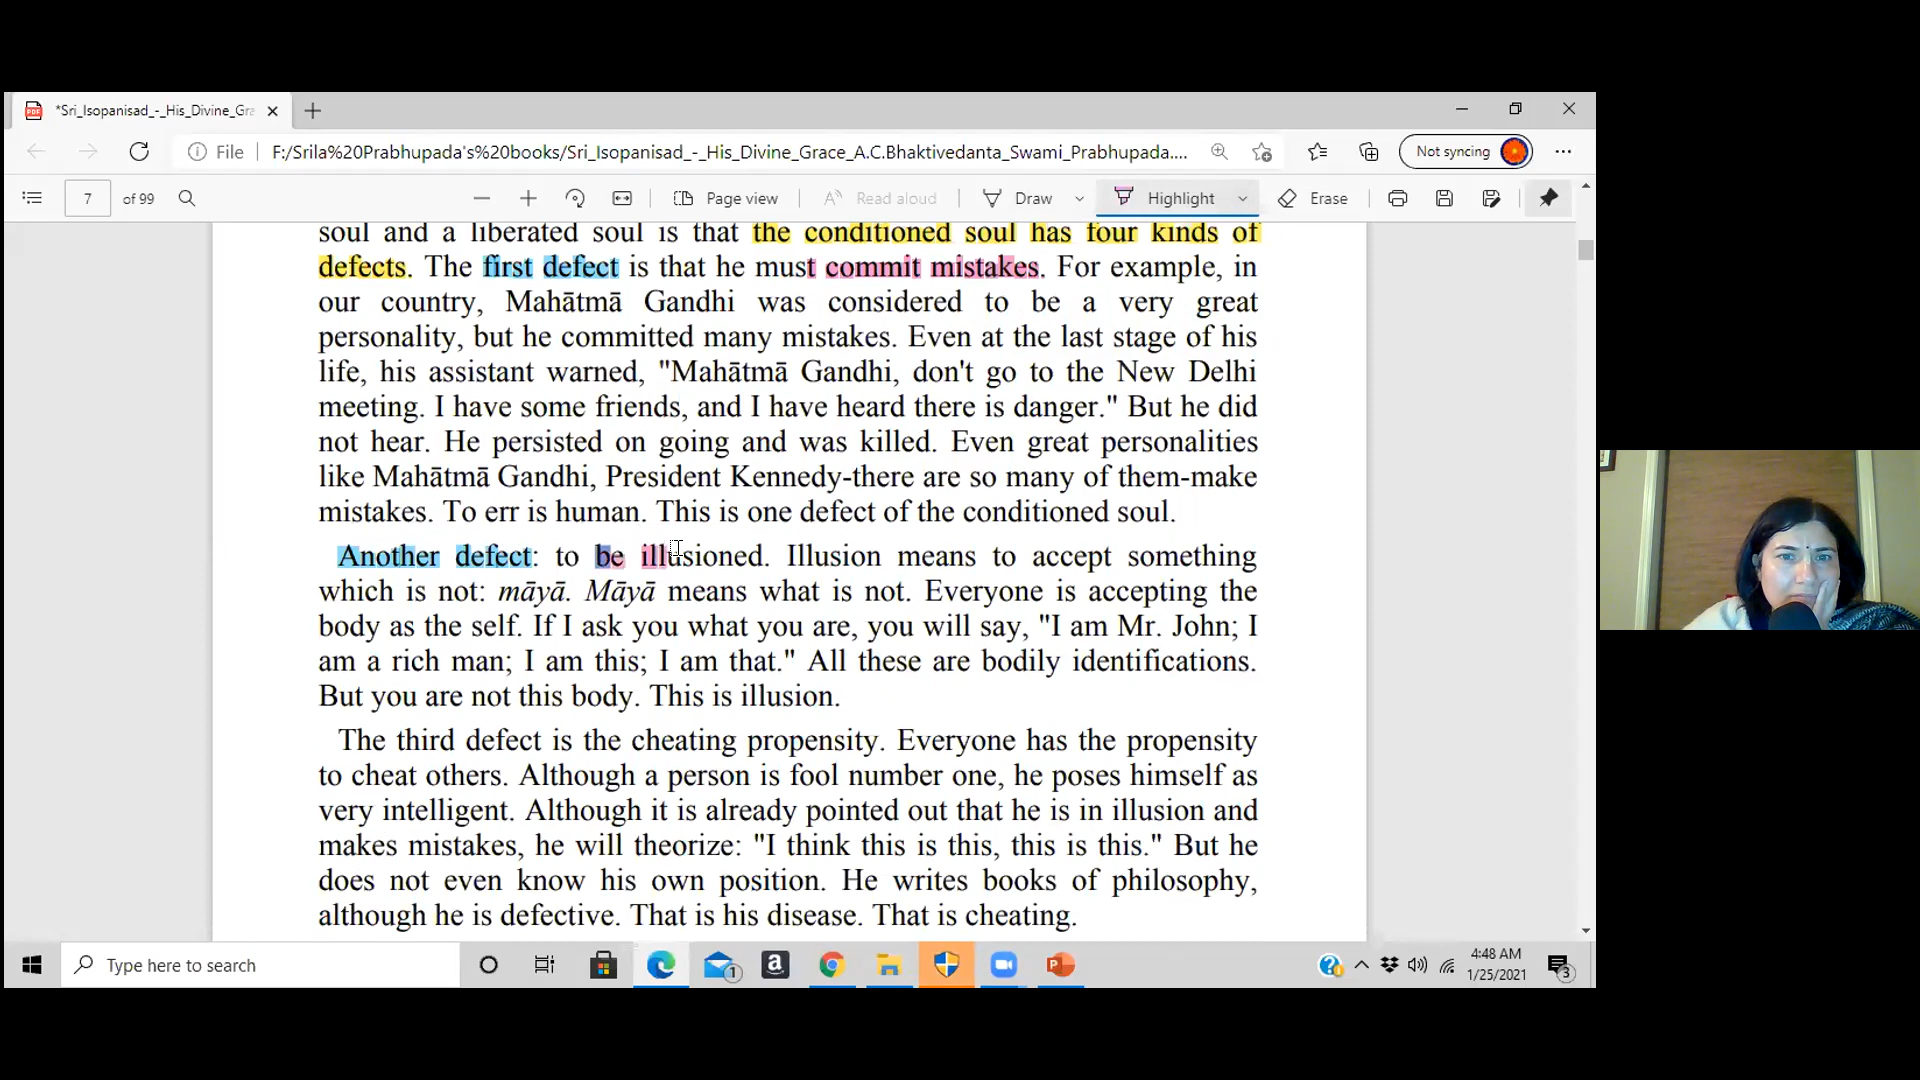 *Sri_Isopanisad_-_His_Divine_Gra
File F:/Srila%20Prabhupada's%20books/Sri_Isopanisad_-_His_Divine_Grace_A.C.Bhaktivedanta_Swami_Prabhupada.... Not syncing
7 of 99 Page view Read aloud Draw Highlight Erase
soul and a liberated soul is that the conditioned soul has four kinds of
defects. The first defect is that he must commit mistakes. For example, in
our country, Mahātmā Gandhi was considered to be a very great
personality, but he committed many mistakes. Even at the last stage of his
life, his assistant warned, "Mahātmā Gandhi, don't go to the New Delhi
meeting. I have some friends, and I have heard there is danger." But he did
not hear. He persisted on going and was killed. Even great personalities
like Mahātmā Gandhi, President Kennedy-there are so many of them-make
mistakes. To err is human. This is one defect of the conditioned soul.
Another defect: to be illusioned. Illusion means to accept something
which is not: māyā. Māyā means what is not. Everyone is accepting the
body as the self. If I ask you what you are, you will say, "I am Mr. John; I
am a rich man; I am this; I am that." All these are bodily identifications.
But you are not this body. This is illusion.
The third defect is the cheating propensity. Everyone has the propensity
to cheat others. Although a person is fool number one, he poses himself as
very intelligent. Although it is already pointed out that he is in illusion and
makes mistakes, he will theorize: "I think this is this, this is this." But he
does not even know his own position. He writes books of philosophy,
although he is defective. That is his disease. That is cheating.
Type here to search
4:48 AM
1/25/2021
1
3